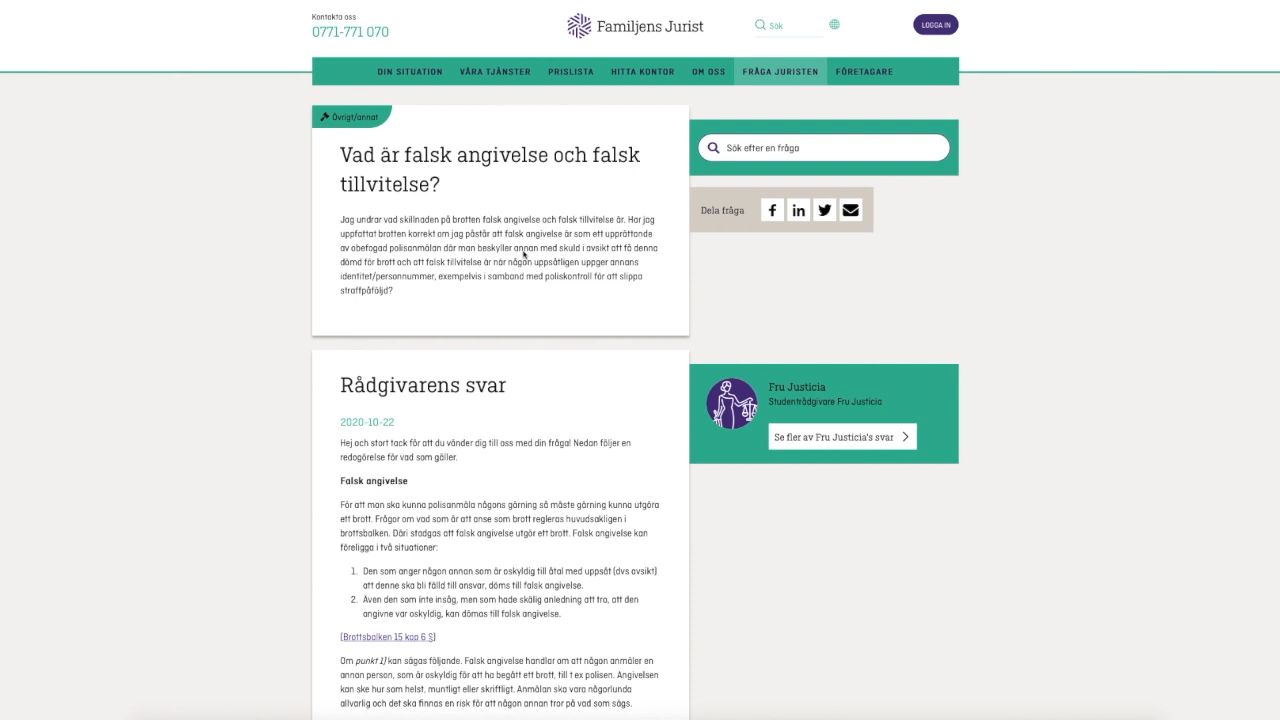 Kontakta oss
0771-771 070
Familjens Jurist
Sök
LOGGA IN
DIN SITUATION
VÅRA TJÄNSTER
PRISLISTA
HITTA KONTOR
OM OSS
FRÅGA JURISTEN
FÖRETAGARE
Övrigt/annat
Vad är falsk angivelse och falsk
tillvitelse?
Jag undrar vad skillnaden på brotten falsk angivelse och falsk tillvitelse är. Har jag
uppfattat brotten korrekt om jag påstår att falsk angivelse är som ett upprättande
av obefogad polisanmälan där man beskyller annan med skuld i avsikt att få denna
dömd för brott och att falsk tillvitelse är när någon uppsåtligen uppger annans
identitet/personnummer, exempelvis i samband med poliskontroll för att slippa
straffpåföljd?
Sök efter en fråga
Dela fråga
Rådgivarens svar
2020-10-22
Hej och stort tack för att du vänder dig till oss med din fråga! Nedan följer en
redogörelse för vad som gäller.
Falsk angivelse
För att man ska kunna polisanmäla någons gärning så måste gärning kunna utgöra
ett brott. Frågor om vad som är att anse som brott regleras huvudsakligen i
brottsbalken. Däri stadgas att falsk angivelse utgör ett brott. Falsk angivelse kan
föreligga i två situationer:
1. Den som anger någon annan som är oskyldig till åtal med uppsåt (dvs avsikt)
att denne ska bli fälld till ansvar, döms till falsk angivelse.
2. Även den som inte insåg, men som hade skälig anledning att tro, att den
angivne var oskyldig, kan dömas till falsk angivelse.
(Brottsbalken 15 kap 6 §)
Om punkt 1) kan sägas följande. Falsk angivelse handlar om att någon anmäler en
annan person, som är oskyldig för att ha begått ett brott, till t ex polisen. Angivelsen
kan ske hur som helst, muntligt eller skriftligt. Anmälan ska vara någorlunda
allvarlig och det ska finnas en risk för att någon annan tror på vad som sägs.
Fru Justicia
Studentrådgivare Fru Justicia
Se fler av Fru Justicia's svar